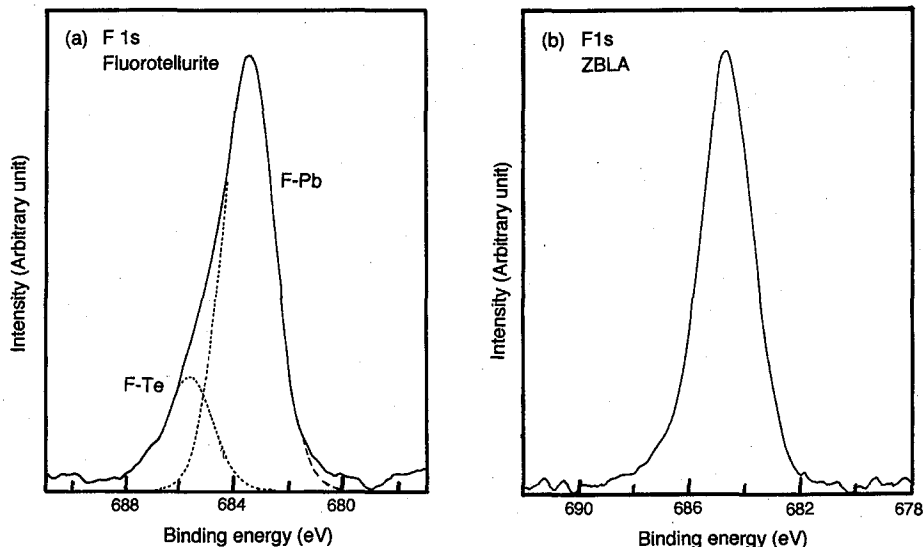 (a) F 1s
Fluorotellurite
F-Pb
F-Te
Intensity (Arbitrary unit)
688 684 680
Binding energy (eV)
(b) F1s
ZBLA
Intensity (Arbitrary unit)
690 686 682 678
Binding energy (eV)